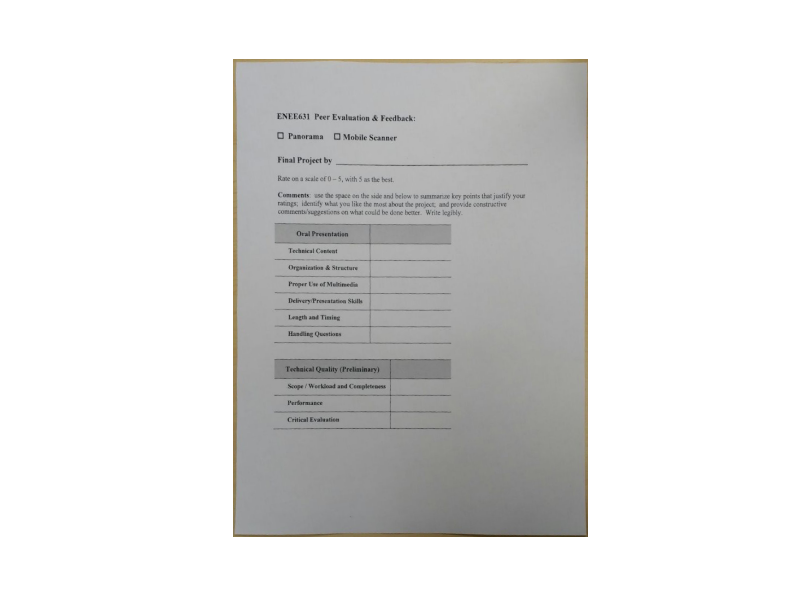 ENEE631 Peer Evaluation & Feedback:
☐ Panorama ☐ Mobile Scanner
Final Project by
Rate on a scale of 0 – 5, with 5 as the best.
Comments: use the space on the side and below to summarize key points that justify your
ratings; identify what you like the most about the project; and provide constructive
comments/suggestions on what could be done better. Write legibly.
Oral Presentation
Technical Content
Organization & Structure
Proper Use of Multimedia
Delivery/Presentation Skills
Length and Timing
Handling Questions
Technical Quality (Preliminary)
Scope / Workload and Completeness
Performance
Critical Evaluation